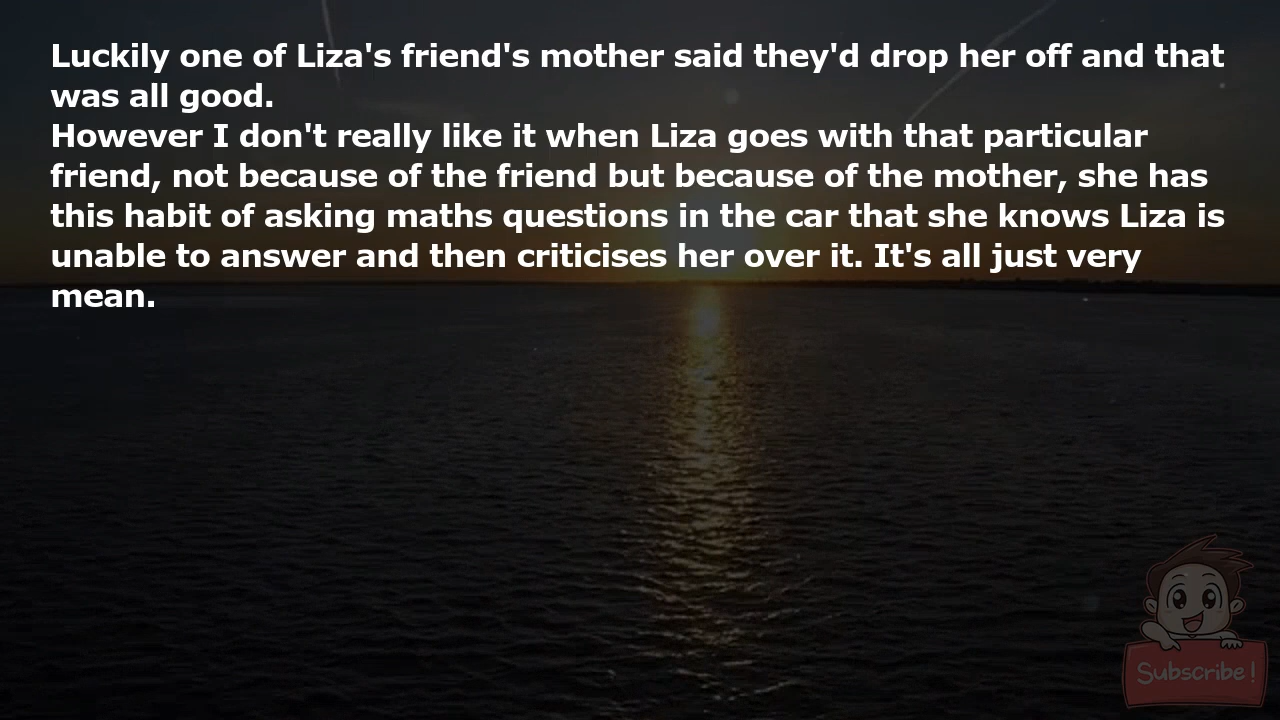 Luckily one of Liza's friend's mother said they'd drop her off and that
was all good.
However I don't really like it when Liza goes with that particular
friend, not because of the friend but because of the mother, she has
this habit of asking maths questions in the car that she knows Liza is
unable to answer and then criticises her over it. It's all just very
mean.
Subscribe!